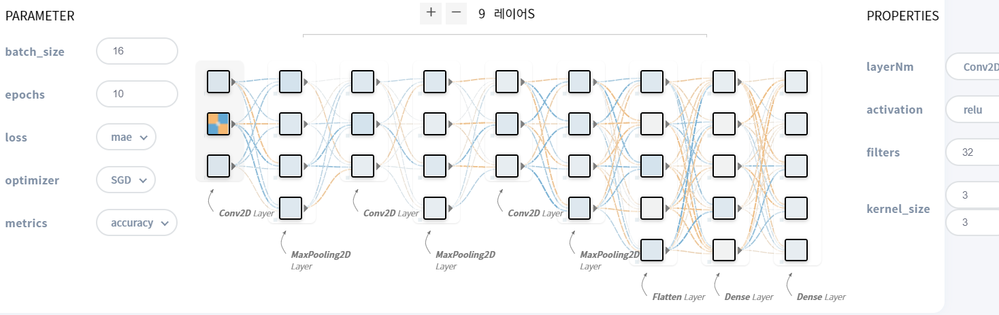 PARAMETER
batch_size
16
epochs
10
loss
mae
optimizer
SGD
metrics
accuracy
+ − 9 레이어S
Conv2D Layer
MaxPooling2D
Layer
Conv2D Layer
MaxPooling2D
Layer
Conv2D Layer
MaxPooling2D
Layer
Flatten Layer
Dense Layer
Dense Layer
PROPERTIES
layerNm
Conv2D
activation
relu
filters
32
kernel_size
3
3